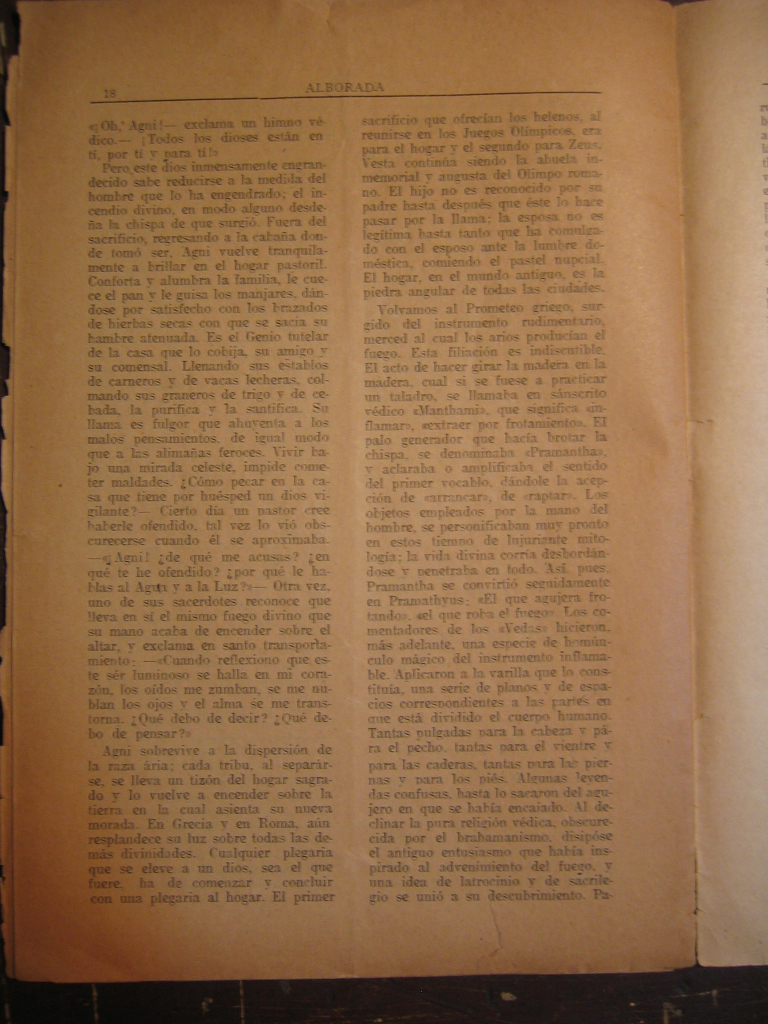 18
ALBORADA
«¡Oh, Agni!— exclama un himno vé-
dico.— ¡Todos los dioses están en
ti, por tí y para ti!»
Pero este dios inmensamente engran-
decido sabe reducirse a la medida del
hombre que lo ha engendrado; el in-
cendio divino, en modo alguno desde-
ña la chispa de que surgió. Fuera del
sacrificio, regresando a la cabaña don-
de tomó ser, Agni vuelve tranquila-
mente a brillar en el hogar pastoril.
Conforta y alumbra la familia, le cue-
ce el pan y le guisa los manjares, dán-
dose por satisfecho con los brazados
de hierbas secas con que se sacia su
hambre atenuada. Es el Genio tutelar
de la casa que lo cobija, su amigo y
su comensal. Llenando sus establos
de carneros y de vacas lecheras, col-
mando sus graneros de trigo y de ce-
bada, la purifica y la santifica. Su
llama es fulgor que ahuyenta a los
malos pensamientos, de igual modo
que a las alimañas feroces. Vivir ba-
jo una mirada celeste, impide come-
ter maldades. ¿Cómo pecar en la ca-
sa que tiene por huésped un dios vi-
gilante?— Cierto día un pastor cree
haberle ofendido, tal vez lo vió obs-
curecerse cuando él se aproximaba.
—«¡Agni! ¿de qué me acusas? ¿en
qué te he ofendido? ¿por qué le ha-
blas al Agua y a la Luz?»— Otra vez,
uno de sus sacerdotes reconoce que
lleva en sí el mismo fuego divino que
su mano acaba de encender sobre el
altar, y exclama en santo transporta-
miento: —«Cuando reflexiono que es-
te sér luminoso se halla en mi cora-
zón, los oídos me zumban, se me nu-
blan los ojos y el alma se me trans-
torna. ¿Qué debo de decir? ¿Qué de-
bo de pensar?»
Agni sobrevive a la dispersión de
la raza ária; cada tribu, al separár-
se, se lleva un tizón del hogar sagra-
do y lo vuelve a encender sobre la
tierra en la cual asienta su nueva
morada. En Grecia y en Roma, aún
resplandece su luz sobre todas las de-
más divinidades. Cualquier plegaria
que se eleve a un dios, sea el que
fuere, ha de comenzar y concluir
con una plegaria al hogar. El primer
sacrificio que ofrecían los helenos, al
reunirse en los Juegos Olímpicos, era
para el hogar y el segundo para Zeus.
Vesta continúa siendo la abuela in-
memorial y augusta del Olimpo roma-
no. El hijo no es reconocido por su
padre hasta después que éste lo hace
pasar por la llama; la esposa no es
legítima hasta tanto que ha comulga-
do con el esposo ante la lumbre do-
méstica, comiendo el pastel nupcial.
El hogar, en el mundo antiguo, es la
piedra angular de todas las ciudades.
Volvamos al Prometeo griego, sur-
gido del instrumento rudimentario,
merced al cual los arios producían el
fuego. Esta filiación es indiscutible.
El acto de hacer girar la madera en la
madera, cual si se fuese a practicar
un taladro, se llamaba en sánscrito
védico «Manthami», que significa «in-
flamar», «extraer por frotamiento». El
palo generador que hacía brotar la
chispa, se denominaba «Pramantha»,
y aclaraba o amplificaba el sentido
del primer vocablo, dándole la acep-
ción de «arrancar», de «raptar». Los
objetos empleados por la mano del
hombre, se personificaban muy pronto
en estos tiempo de lujuriante mito-
logía; la vida divina corría desbordán-
dose y penetraba en todo. Así, pues,
Pramantha se convirtió seguidamente
en Pramathyus: «El que agujera fro-
tando», «el que roba el fuego». Los co-
mentadores de los «Vedas» hicieron,
más adelante, una especie de homún-
culo mágico del instrumento inflama-
ble. Aplicaron a la varilla que lo cons-
tituía, una serie de planos y de espa-
cios correspondientes a las partes en
que está dividido el cuerpo humano.
Tantas pulgadas para la cabeza y pá-
ra el pecho, tantas para el vientre y
para las caderas, tantas para las pier-
nas y para los piés. Algunas leyen-
das confusas, hasta lo sacaron del agu-
jero en que se había encajado. Al de-
clinar la pura religión védica, obscure-
cida por el brahamanismo, disipóse
el antiguo entusiasmo que había ins-
pirado al advenimiento del fuego, y
una idea de latrocinio y de sacrile-
gio se unió a su descubrimiento. Pa-